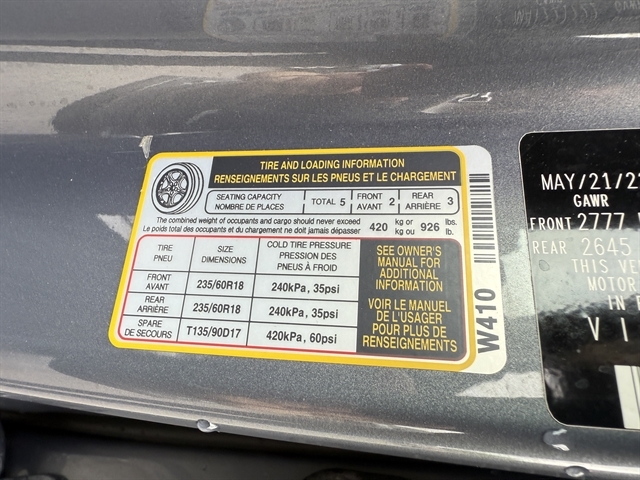 TIRE AND LOADING INFORMATION
RENSEIGNEMENTS SUR LES PNEUS ET LE CHARGEMENT
SEATING CAPACITY
NOMBRE DE PLACES
TOTAL 5
FRONT
AVANT 2
REAR
ARRIÈRE 3
The combined weight of occupants and cargo should never exceed
Le poids total des occupants et du chargement ne doit jamais dépasser
420 kg or
kg ou
926 lbs.
lb.
TIRE
PNEU
SIZE
DIMENSIONS
COLD TIRE PRESSURE
PRESSION DES
PNEUS À FROID
FRONT
AVANT
235/60R18
240kPa, 35psi
REAR
ARRIÈRE
235/60R18
240kPa, 35psi
SPARE
DE SECOURS
T135/90D17
420kPa, 60psi
SEE OWNER'S
MANUAL FOR
ADDITIONAL
INFORMATION
VOIR LE MANUEL
DE L'USAGER
POUR PLUS DE
RENSEIGNEMENTS
W410
MAY/21/2
GAWR
FRONT 2777
REAR 2645
THIS VE
MOTOR
IN
VI